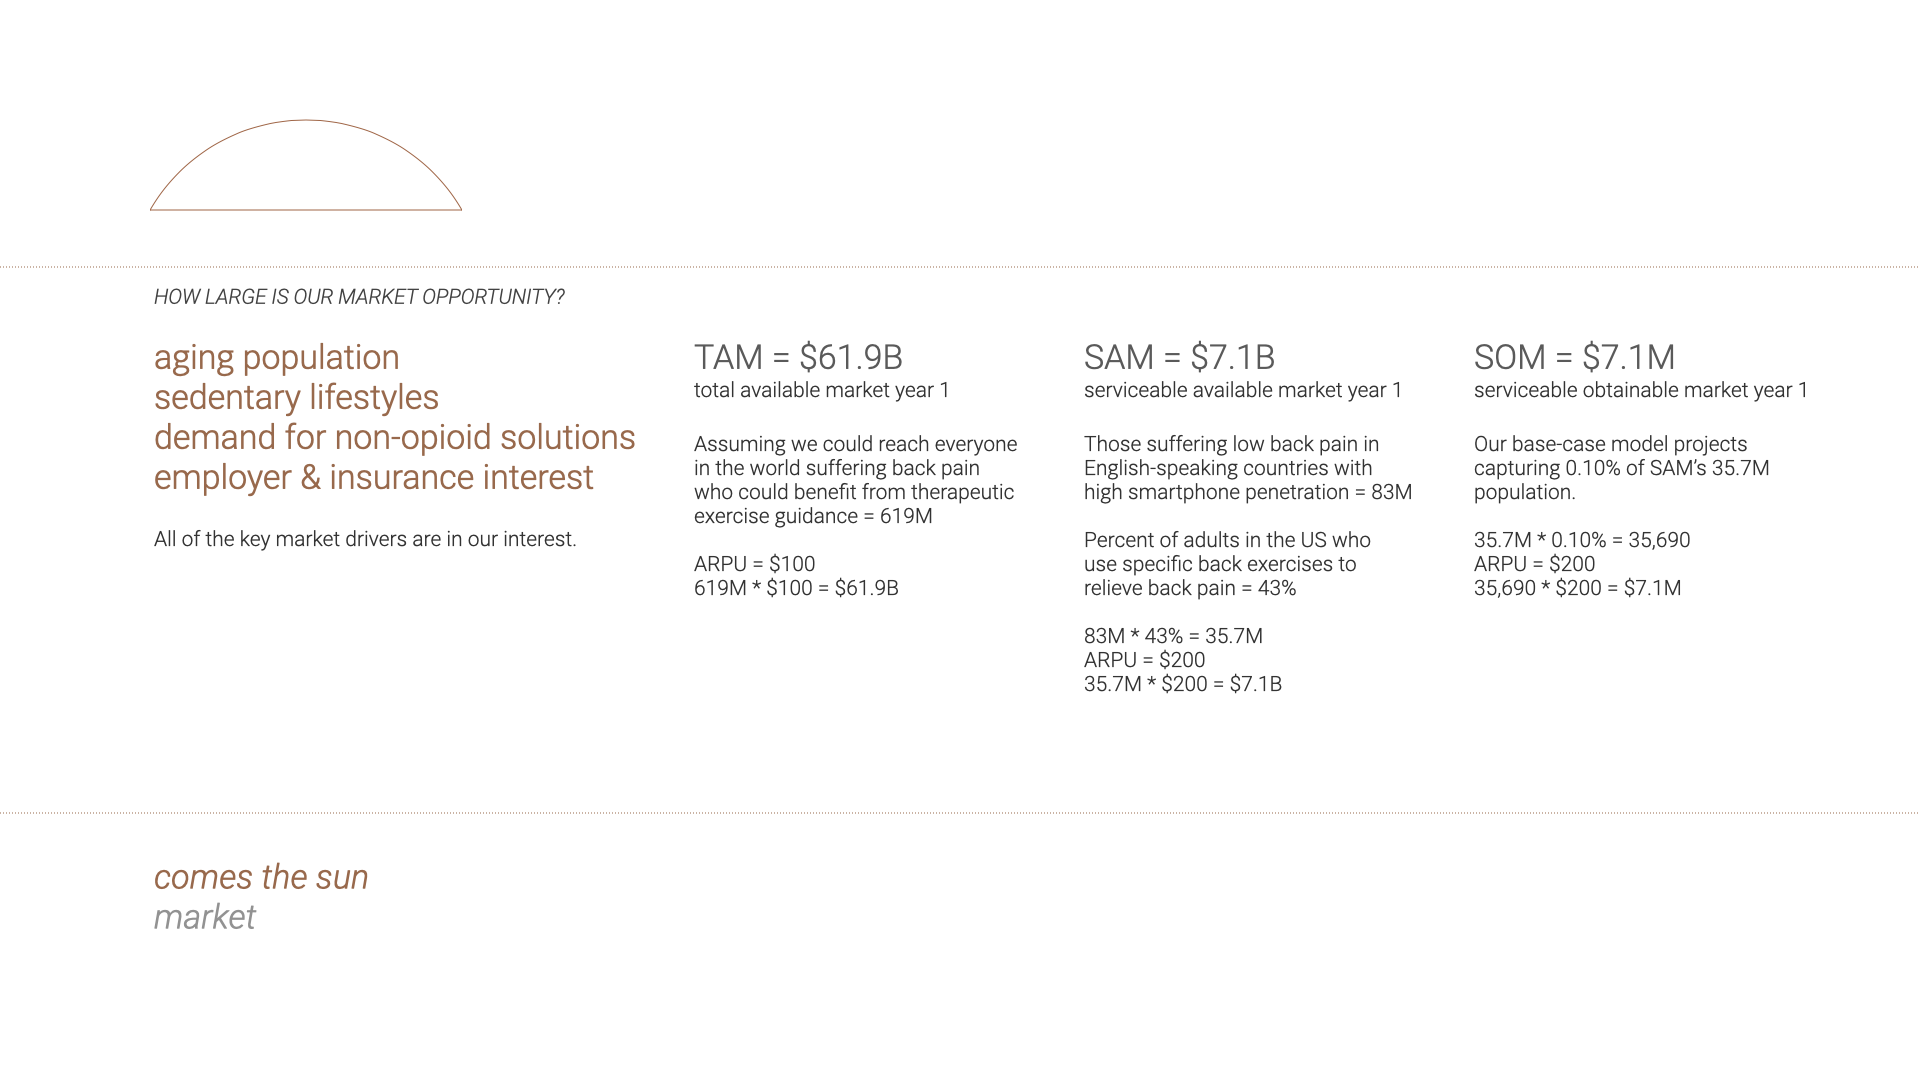 HOW LARGE IS OUR MARKET OPPORTUNITY?
aging population
sedentary lifestyles
demand for non-opioid solutions
employer & insurance interest
All of the key market drivers are in our interest.
TAM = $61.9B
total available market year 1
Assuming we could reach everyone
in the world suffering back pain
who could benefit from therapeutic
exercise guidance = 619M
ARPU = $100
619M * $100 = $61.9B
SAM = $7.1B
serviceable available market year 1
Those suffering low back pain in
English-speaking countries with
high smartphone penetration = 83M
Percent of adults in the US who
use specific back exercises to
relieve back pain = 43%
83M * 43% = 35.7M
ARPU = $200
35.7M * $200 = $7.1B
SOM = $7.1M
serviceable obtainable market year 1
Our base-case model projects
capturing 0.10% of SAM’s 35.7M
population.
35.7M * 0.10% = 35,690
ARPU = $200
35,690 * $200 = $7.1M
comes the sun
market